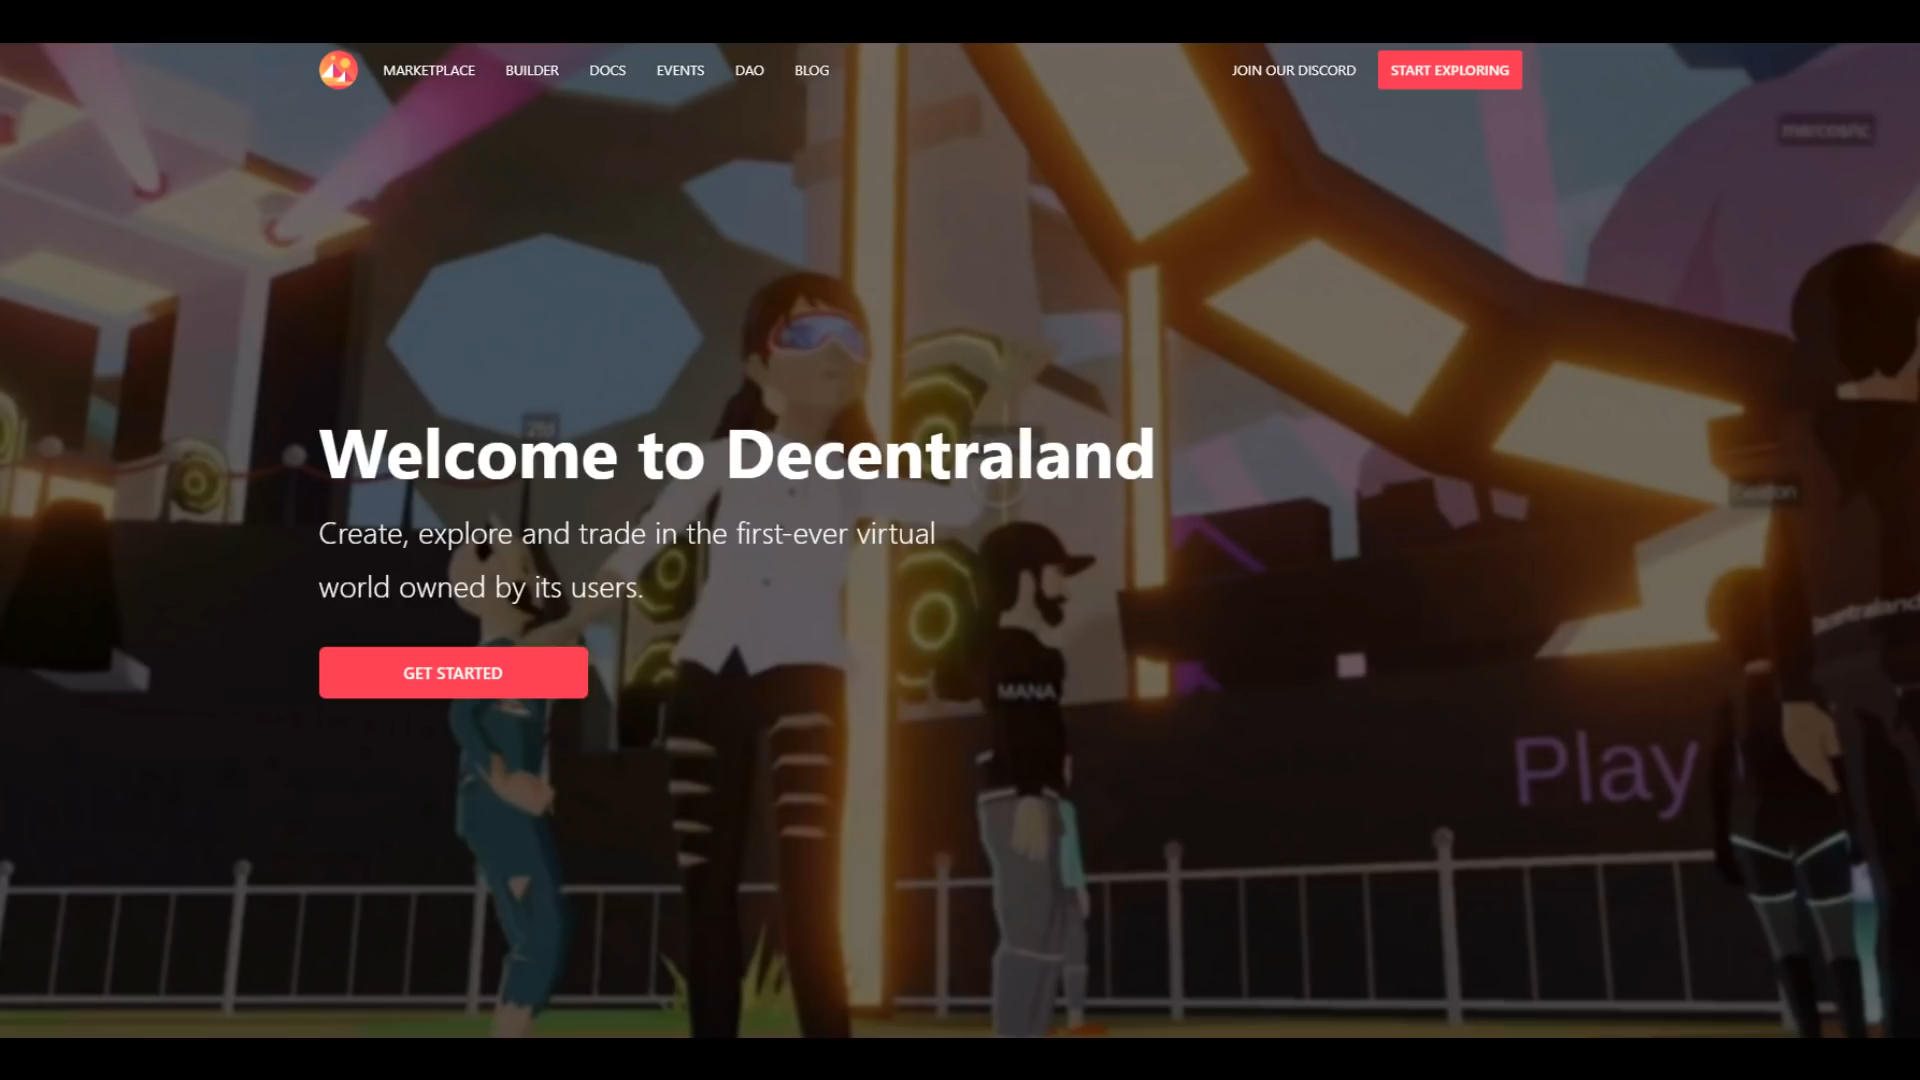 MARKETPLACE BUILDER DOCS EVENTS DAO BLOG JOIN OUR DISCORD START EXPLORING
Welcome to Decentraland
Create, explore and trade in the first-ever virtual
world owned by its users.
GET STARTED
MANA
Play